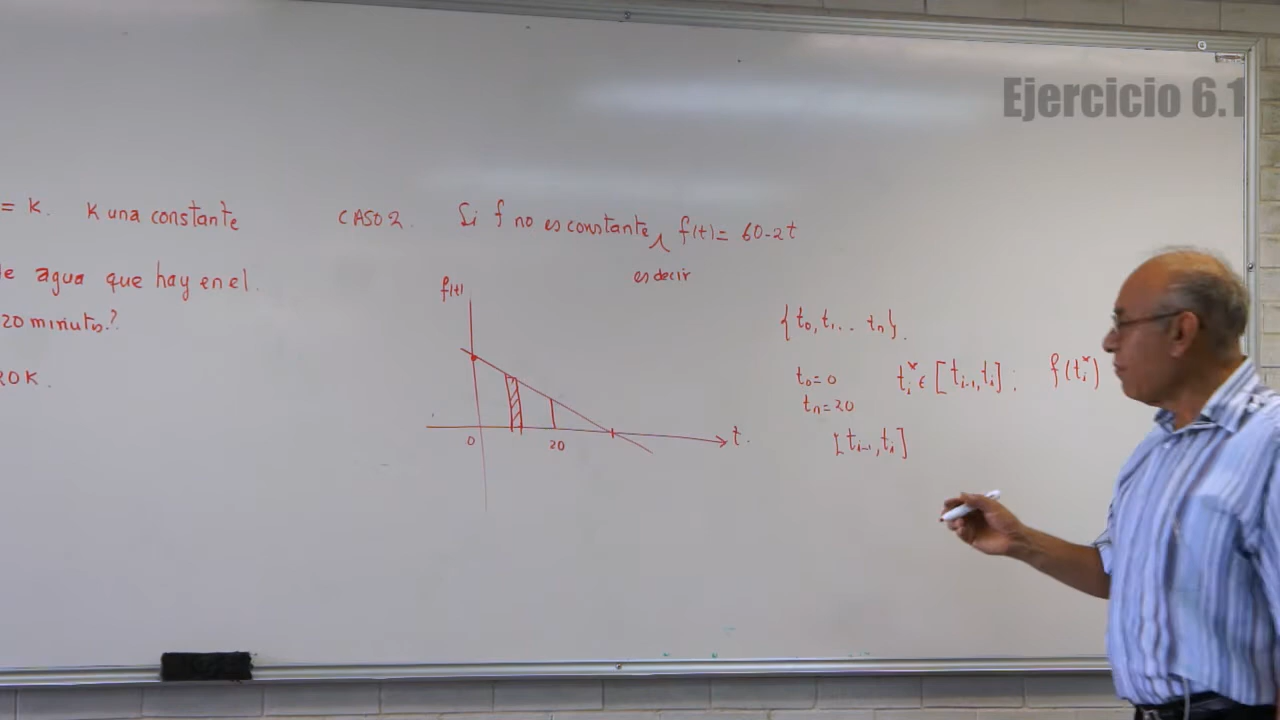 Ejercicio 6.1
= K. K una constante
de agua que hay en el.
20 minutos?
20K.
CASO 2. Si f no es constante, f(t)= 60-2t
es decir
f(t)
0
20
t.
{t₀, t₁... tₙ}.
t₀=0
tₙ=20
tᵢ* ∈ [tᵢ₋₁, tᵢ]; f(tᵢ*)
[tᵢ₋₁, tᵢ]